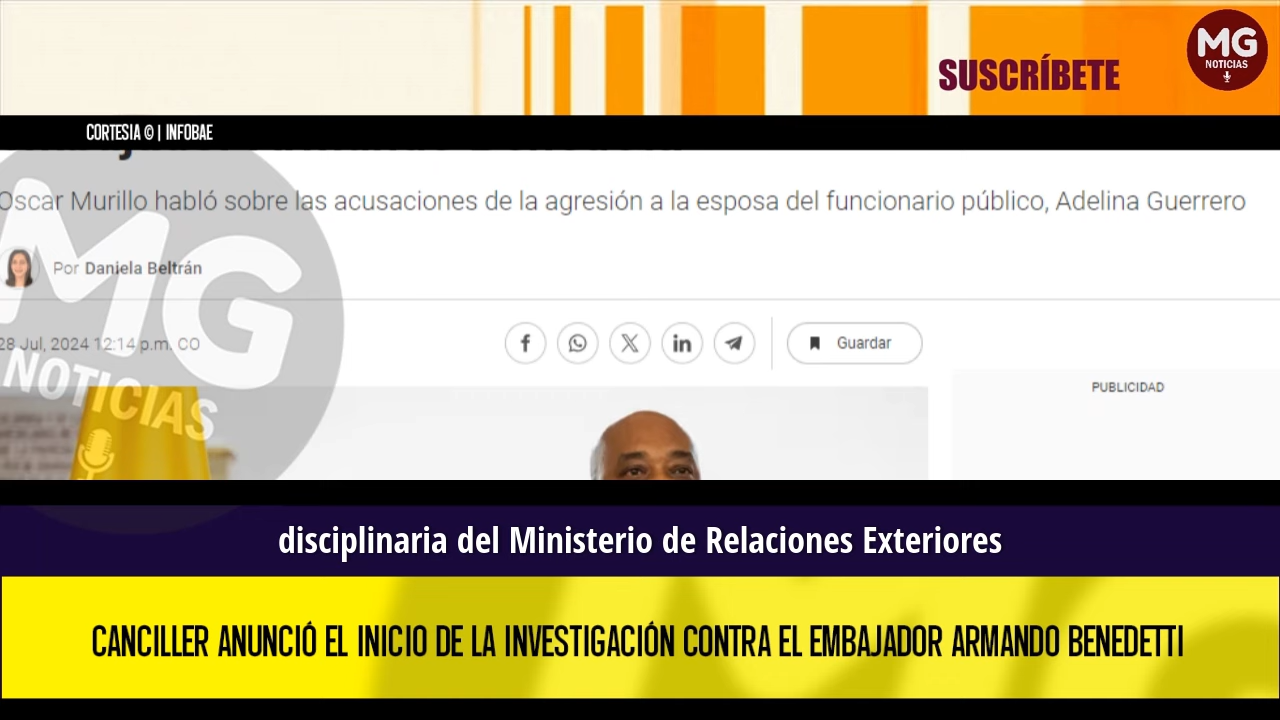 MG
NOTICIAS
SUSCRÍBETE
CORTESIA © | INFOBAE
Oscar Murillo habló sobre las acusaciones de la agresión a la esposa del funcionario público, Adelina Guerrero
Por Daniela Beltrán
28 Jul, 2024 12:14 p.m. CO
Guardar
PUBLICIDAD
MG
NOTICIAS
disciplinaria del Ministerio de Relaciones Exteriores
CANCILLER ANUNCIÓ EL INICIO DE LA INVESTIGACIÓN CONTRA EL EMBAJADOR ARMANDO BENEDETTI